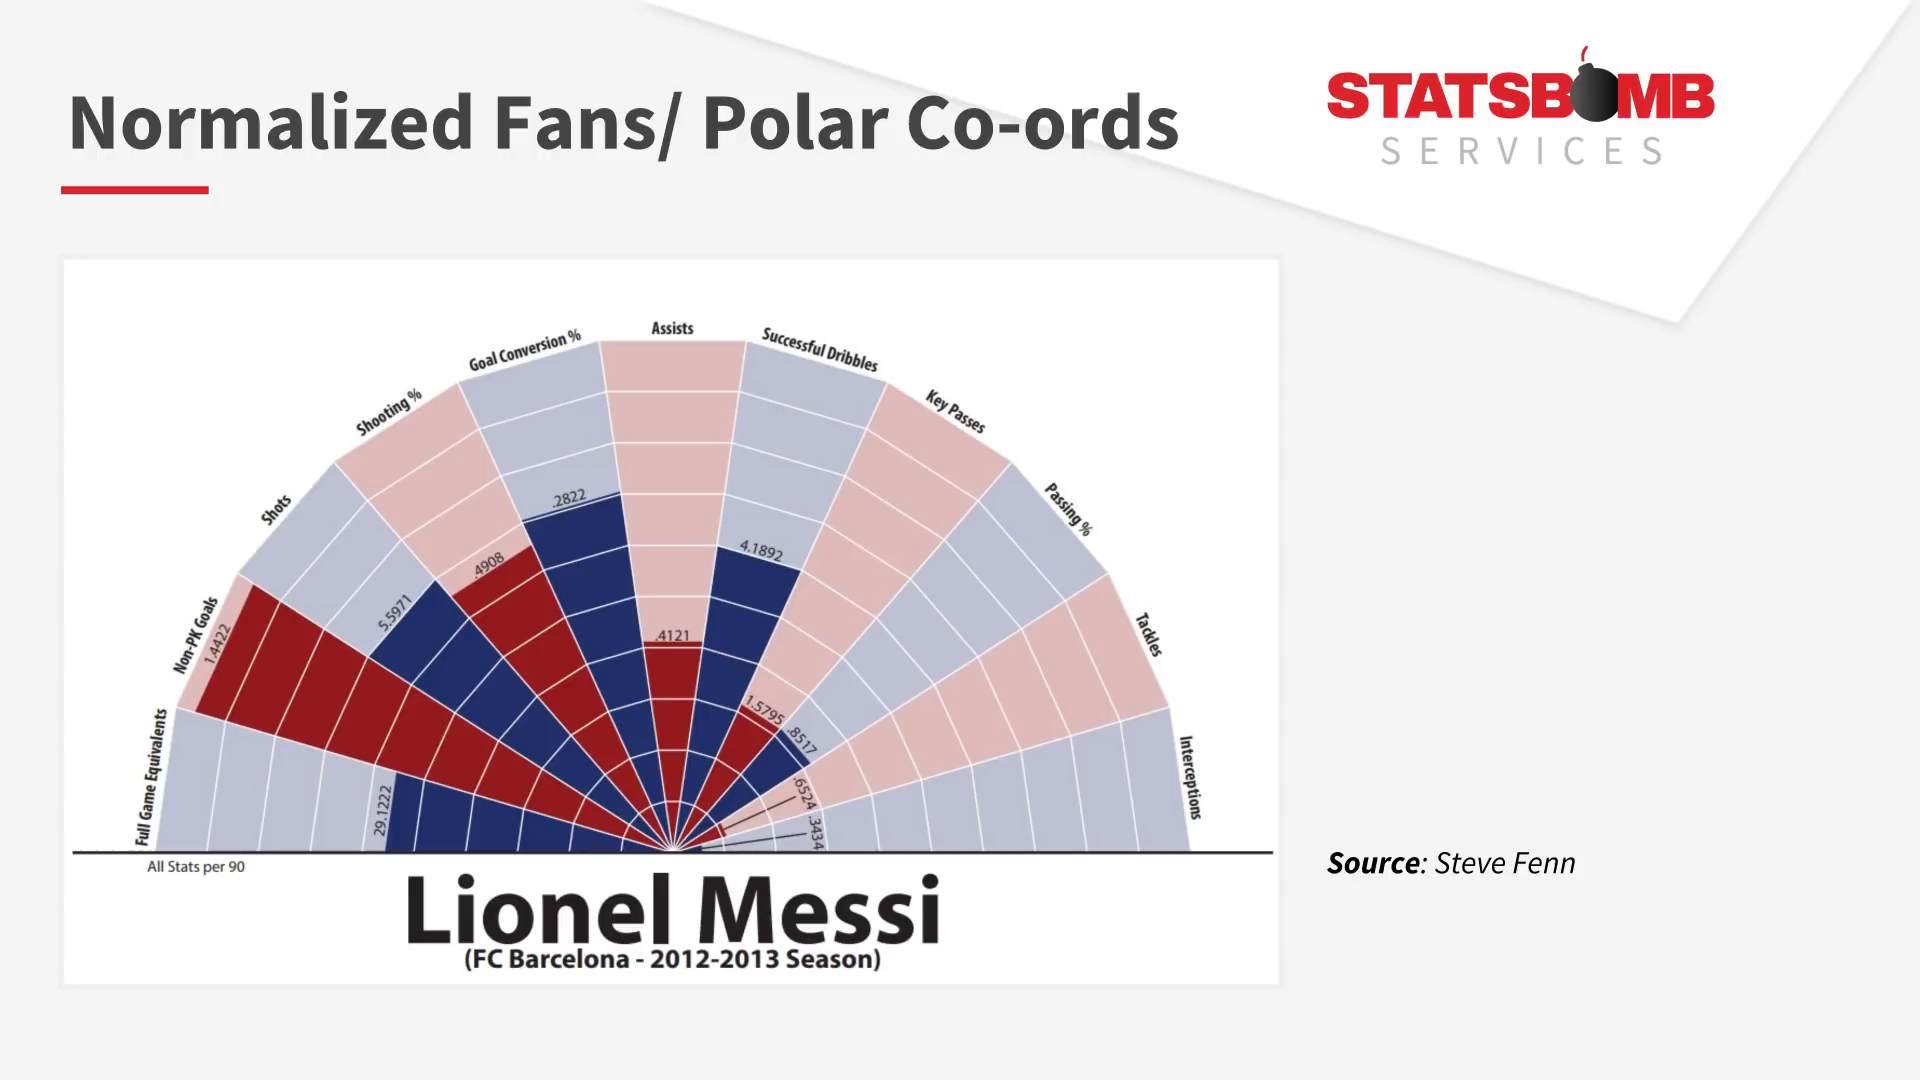 Normalized Fans/ Polar Co-ords
STATSBOMB
SERVICES
Full Game Equivalents
29.1222
Non-PK Goals
1.4422
Shots
5.5971
Shooting %
.4908
Goal Conversion %
.2822
Assists
.4121
Successful Dribbles
4.1892
Key Passes
1.5795
Passing %
.8517
Tackles
.6524
Interceptions
.3434
All Stats per 90
Lionel Messi
(FC Barcelona - 2012-2013 Season)
Source: Steve Fenn